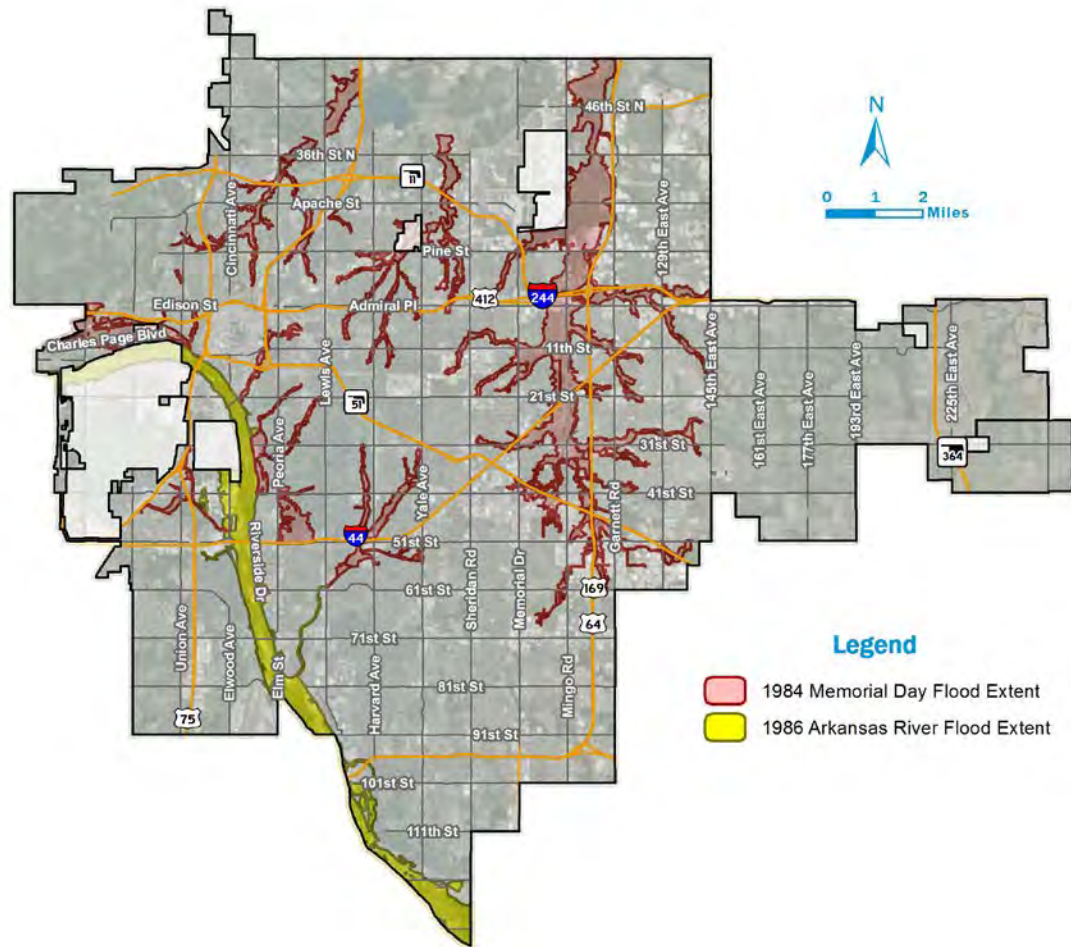 46th St N
N
36th St N
11
Cincinnati Ave
Apache St
129th East Ave
0 1 2
Miles
Pine St
Edison St
Admiral Pl
412
244
Charles Page Blvd
11th St
Lewis Ave
145th East Ave
161st East Ave
177th East Ave
193rd East Ave
225th East Ave
51
21st St
Peoria Ave
31st St
364
Yale Ave
41st St
Garnett Rd
44
51st St
Riverside Dr
Sheridan Rd
Memorial Dr
61st St
169
64
Union Ave
Elwood Ave
Elm St
71st St
Legend
Harvard Ave
81st St
Mingo Rd
1984 Memorial Day Flood Extent
75
91st St
1986 Arkansas River Flood Extent
101st St
111th St